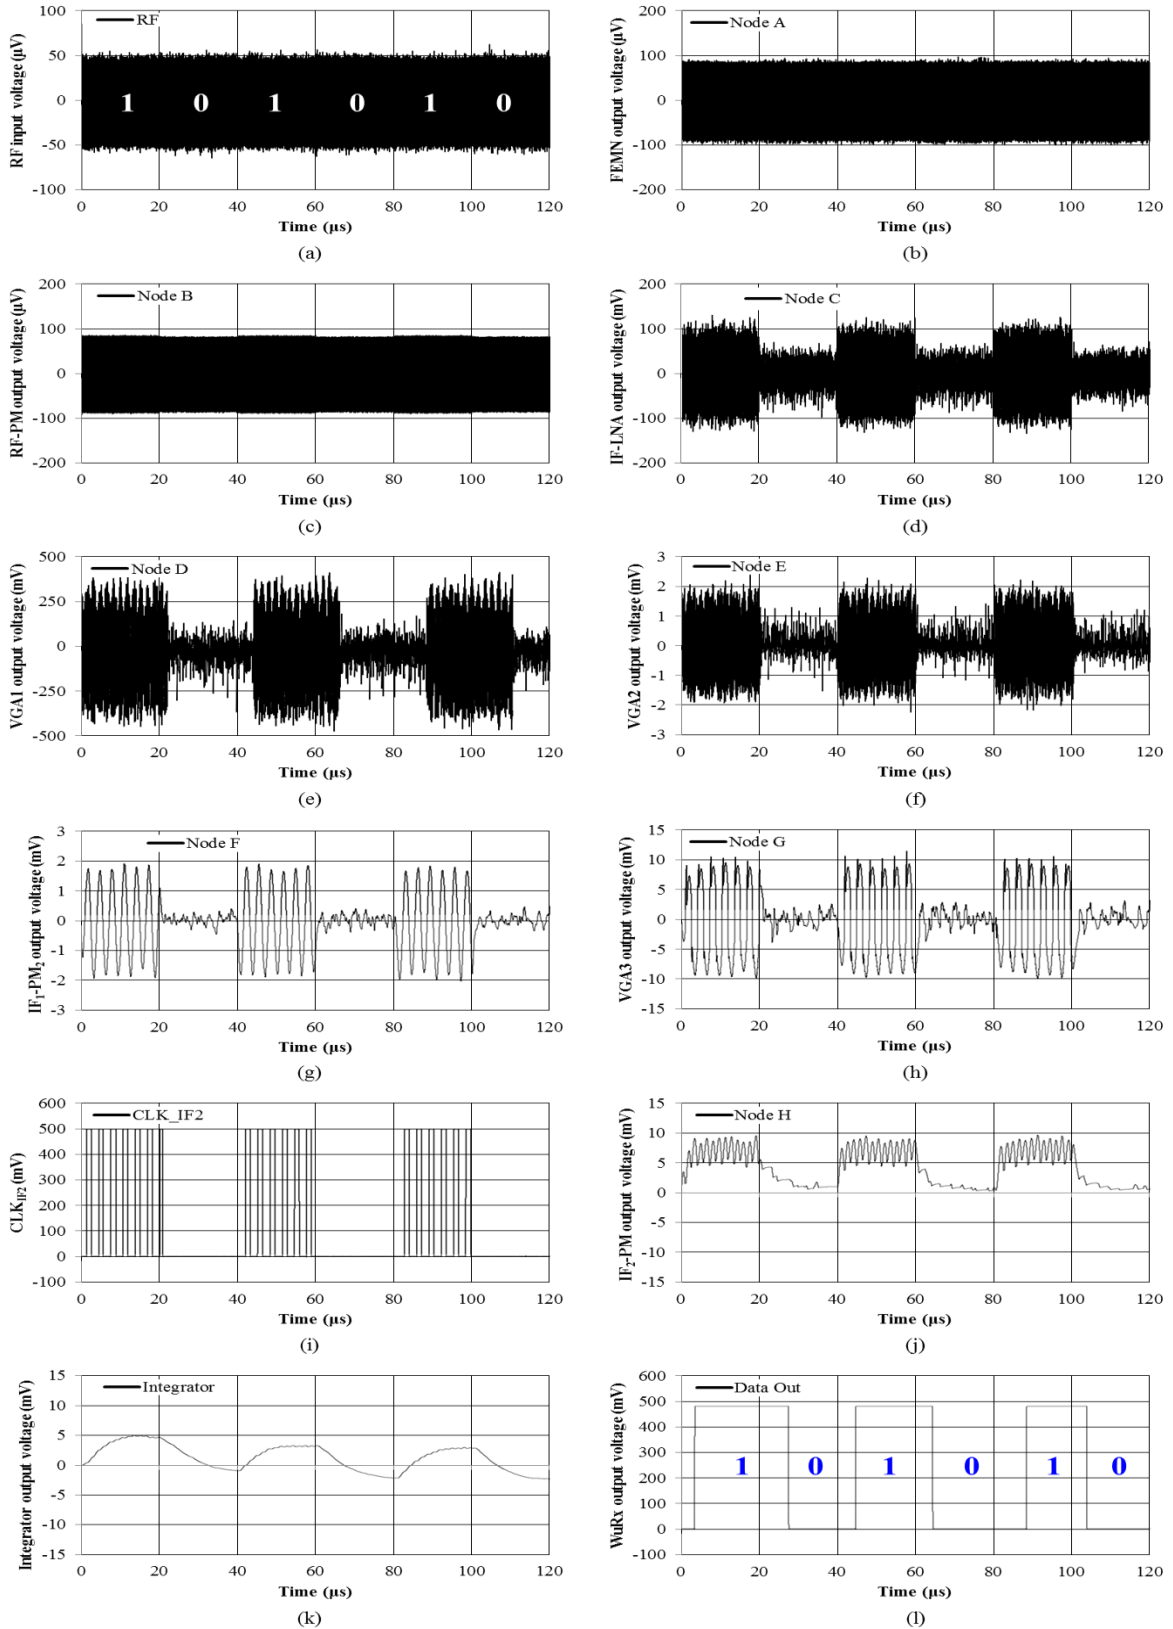 RF
RF input voltage (µV)
100
50
0
-50
-100
1 0 1 0 1 0
0 20 40 60 80 100 120
Time (µs)
(a)
Node A
FEMN output voltage (µV)
200
100
0
-100
-200
0 20 40 60 80 100 120
Time (µs)
(b)
Node B
RF-PM output voltage (µV)
200
100
0
-100
-200
0 20 40 60 80 100 120
Time (µs)
(c)
Node C
IF-LNA output voltage (mV)
200
100
0
-100
-200
0 20 40 60 80 100 120
Time (µs)
(d)
Node D
VGA1 output voltage (mV)
500
250
0
-250
-500
0 20 40 60 80 100 120
Time (µs)
(e)
Node E
VGA2 output voltage (mV)
3
2
1
0
-1
-2
-3
0 20 40 60 80 100 120
Time (µs)
(f)
Node F
IF₁-PM₂ output voltage (mV)
3
2
1
0
-1
-2
-3
0 20 40 60 80 100 120
Time (µs)
(g)
Node G
VGA3 output voltage (mV)
15
10
5
0
-5
-10
-15
0 20 40 60 80 100 120
Time (µs)
(h)
CLK_IF2
CLK_IF2 (mV)
600
500
400
300
200
100
0
-100
0 20 40 60 80 100 120
Time (µs)
(i)
Node H
IF₂-PM output voltage (mV)
15
10
5
0
-5
-10
-15
0 20 40 60 80 100 120
Time (µs)
(j)
Integrator
Integrator output voltage (mV)
15
10
5
0
-5
-10
-15
0 20 40 60 80 100 120
Time (µs)
(k)
Data Out
WuRx output voltage (mV)
600
500
400
300
200
100
0
-100
1 0 1 0 1 0
0 20 40 60 80 100 120
Time (µs)
(l)